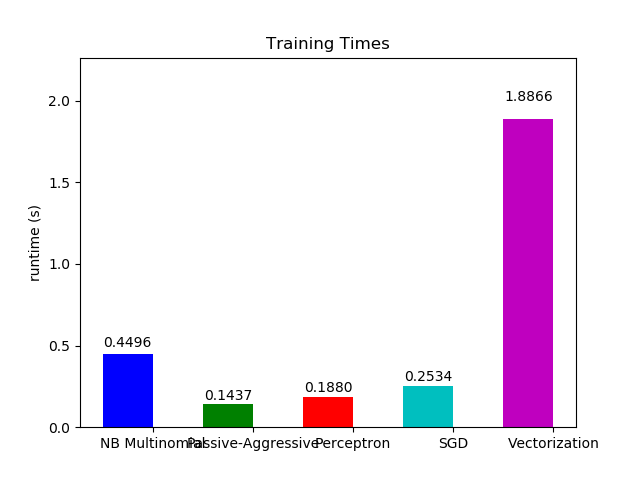 Training Times
runtime (s)
2.0
1.5
1.0
0.5
0.0
0.4496
0.1437
0.1880
0.2534
1.8866
NB Multinomial
Passive-Aggressive
Perceptron
SGD
Vectorization